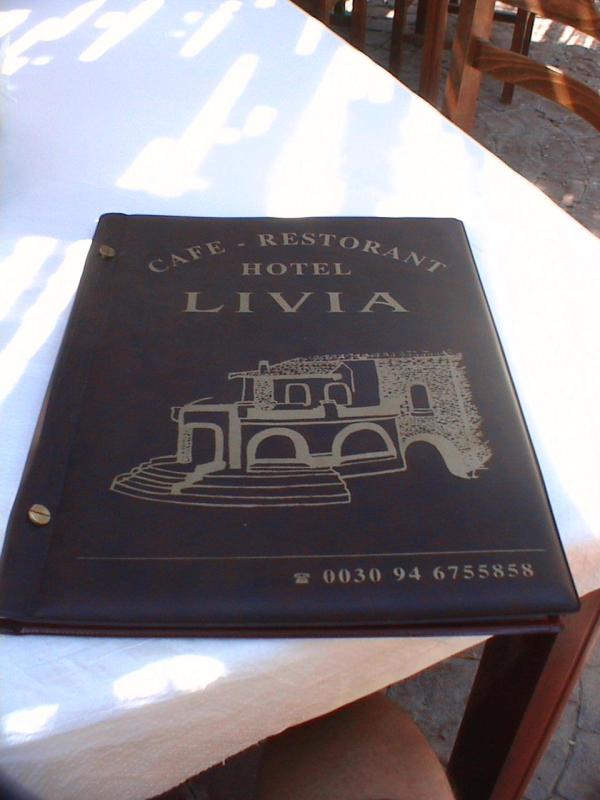 CAFE - RESTORANT
HOTEL
LIVIA
☎ 0030 94 6755858